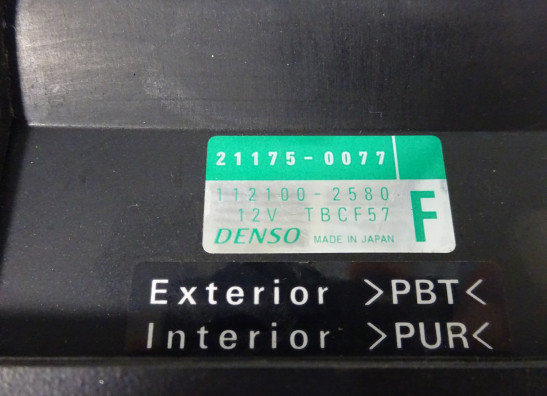 21175-0077
112100-2580
12V TBCF57 F
DENSO MADE IN JAPAN
Exterior >PBT<
Interior >PUR<